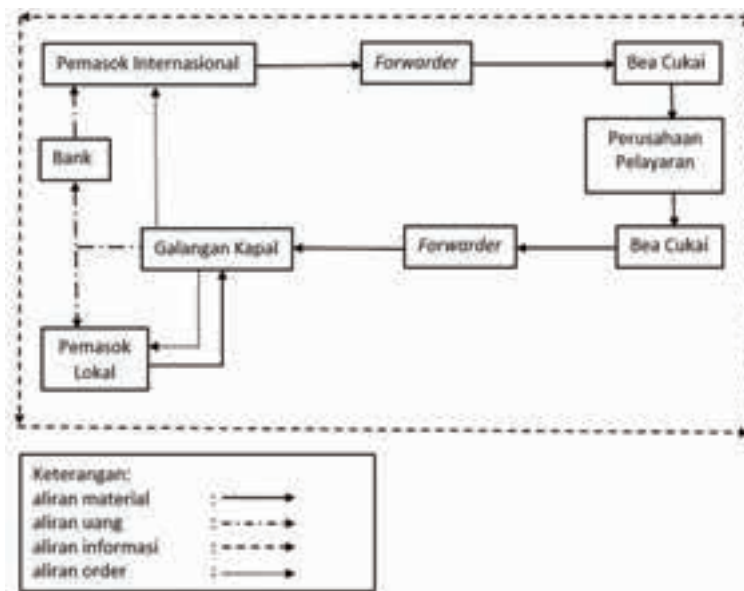 Pemasok Internasional
Forwarder
Bea Cukai
Bank
Perusahaan
Pelayaran
Galangan Kapal
Forwarder
Bea Cukai
Pemasok
Lokal
Keterangan:
aliran material :
aliran uang :
aliran informasi :
aliran order :